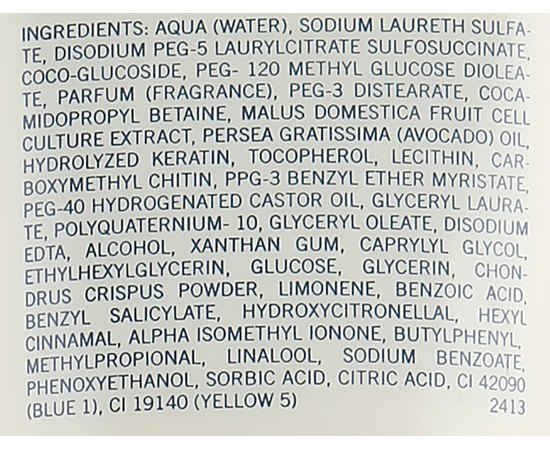 INGREDIENTS: AQUA (WATER), SODIUM LAURETH SULFA-
TE, DISODIUM PEG-5 LAURYLCITRATE SULFOSUCCINATE,
COCO-GLUCOSIDE, PEG- 120 METHYL GLUCOSE DIOLEA-
TE, PARFUM (FRAGRANCE), PEG-3 DISTEARATE, COCA-
MIDOPROPYL BETAINE, MALUS DOMESTICA FRUIT CELL
CULTURE EXTRACT, PERSEA GRATISSIMA (AVOCADO) OIL,
HYDROLYZED KERATIN, TOCOPHEROL, LECITHIN, CAR-
BOXYMETHYL CHITIN, PPG-3 BENZYL ETHER MYRISTATE,
PEG-40 HYDROGENATED CASTOR OIL, GLYCERYL LAURA-
TE, POLYQUATERNIUM- 10, GLYCERYL OLEATE, DISODIUM
EDTA, ALCOHOL, XANTHAN GUM, CAPRYLYL GLYCOL,
ETHYLHEXYLGLYCERIN, GLUCOSE, GLYCERIN, CHON-
DRUS CRISPUS POWDER, LIMONENE, BENZOIC ACID,
BENZYL SALICYLATE, HYDROXYCITRONELLAL, HEXYL
CINNAMAL, ALPHA ISOMETHYL IONONE, BUTYLPHENYL,
METHYLPROPIONAL, LINALOOL, SODIUM BENZOATE,
PHENOXYETHANOL, SORBIC ACID, CITRIC ACID, CI 42090
(BLUE 1), CI 19140 (YELLOW 5) 2413